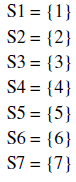 S1 = {1}
S2 = {2}
S3 = {3}
S4 = {4}
S5 = {5}
S6 = {6}
S7 = {7}